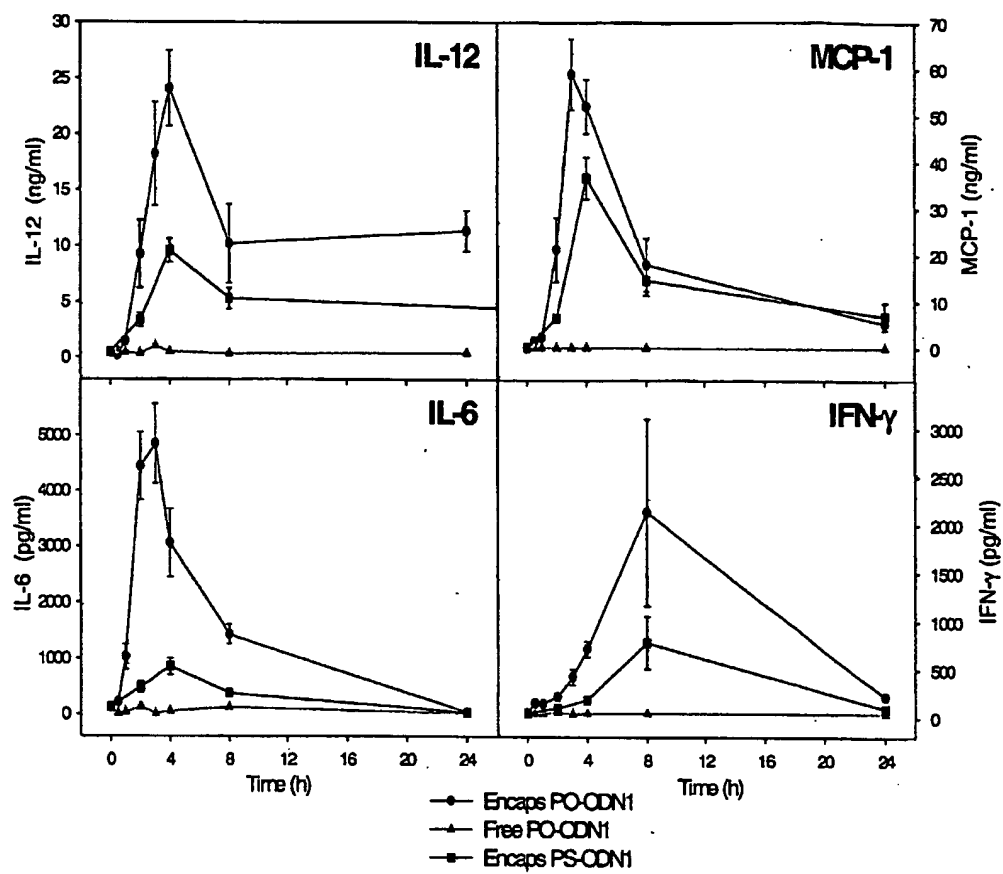 IL-12
IL-12 (ng/ml)
30
25
20
15
10
5
0
MCP-1
MCP-1 (ng/ml)
70
60
50
40
30
20
10
0
IL-6
IL-6 (pg/ml)
5000
4000
3000
2000
1000
0
0 4 8 12 16 20 24
Time (h)
IFN-γ
IFN-γ (pg/ml)
3000
2500
2000
1500
1000
500
0
0 4 8 12 16 20 24
Time (h)
Encaps PO-ODN1
Free PO-ODN1
Encaps PS-ODN1